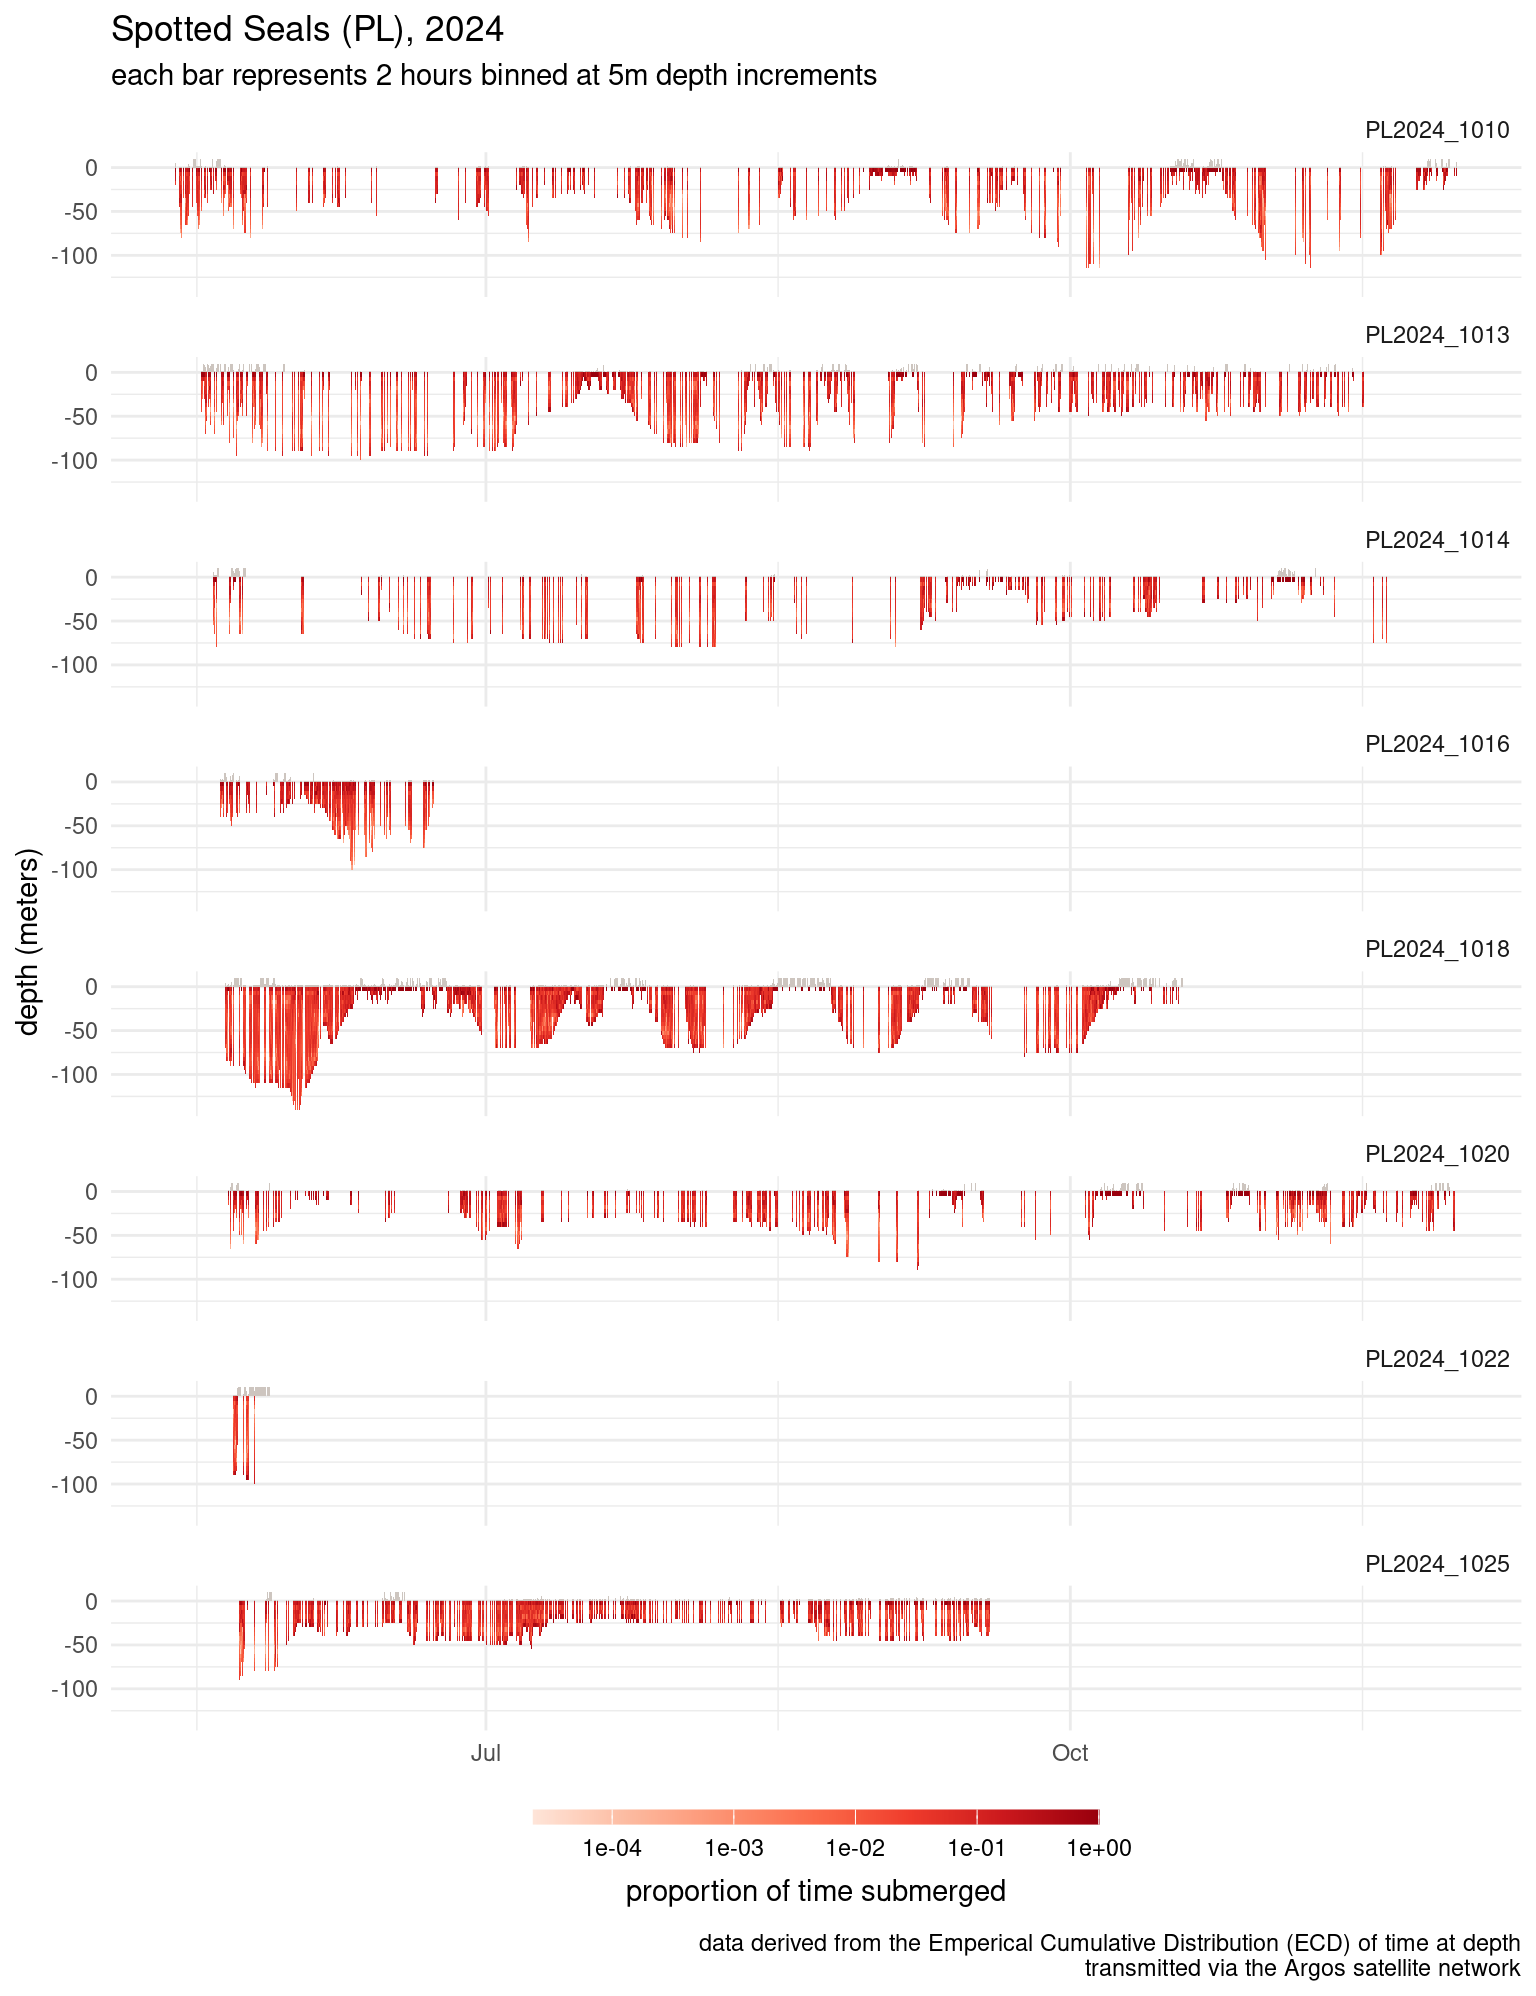 Spotted Seals (PL), 2024
each bar represents 2 hours binned at 5m depth increments
PL2024_1010
0
-50
-100
PL2024_1013
0
-50
-100
PL2024_1014
0
-50
-100
PL2024_1016
0
-50
-100
depth (meters)
PL2024_1018
0
-50
-100
PL2024_1020
0
-50
-100
PL2024_1022
0
-50
-100
PL2024_1025
0
-50
-100
Jul Oct
1e-04 1e-03 1e-02 1e-01 1e+00
proportion of time submerged
data derived from the Emperical Cumulative Distribution (ECD) of time at depth
transmitted via the Argos satellite network